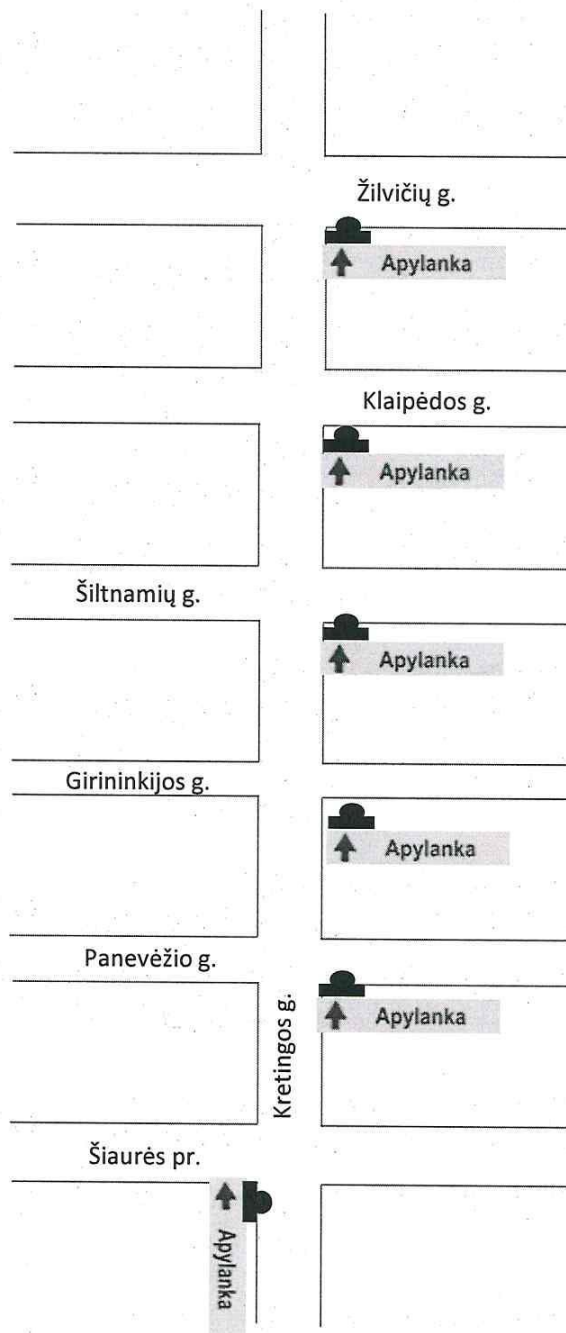 Žilvičių g.
Apylanka
Klaipėdos g.
Apylanka
Šiltnamių g.
Apylanka
Girininkijos g.
Apylanka
Panevėžio g.
Apylanka
Kretingos g.
Šiaurės pr.
Apylanka